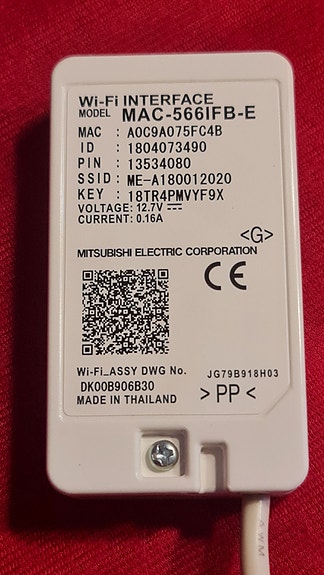 Wi-Fi INTERFACE
MODEL MAC-566IFB-E
MAC : A0C9A075FC4B
ID : 1804073490
PIN : 13534080
SSID : ME-A180012020
KEY : 18TR4PMVYF9X
VOLTAGE: 12.7V ⎓
CURRENT: 0.16A
<G>
MITSUBISHI ELECTRIC CORPORATION
CE
Wi-Fi_ASSY DWG No. JG79B918H03
DK00B906B30
MADE IN THAILAND >PP<
AWM